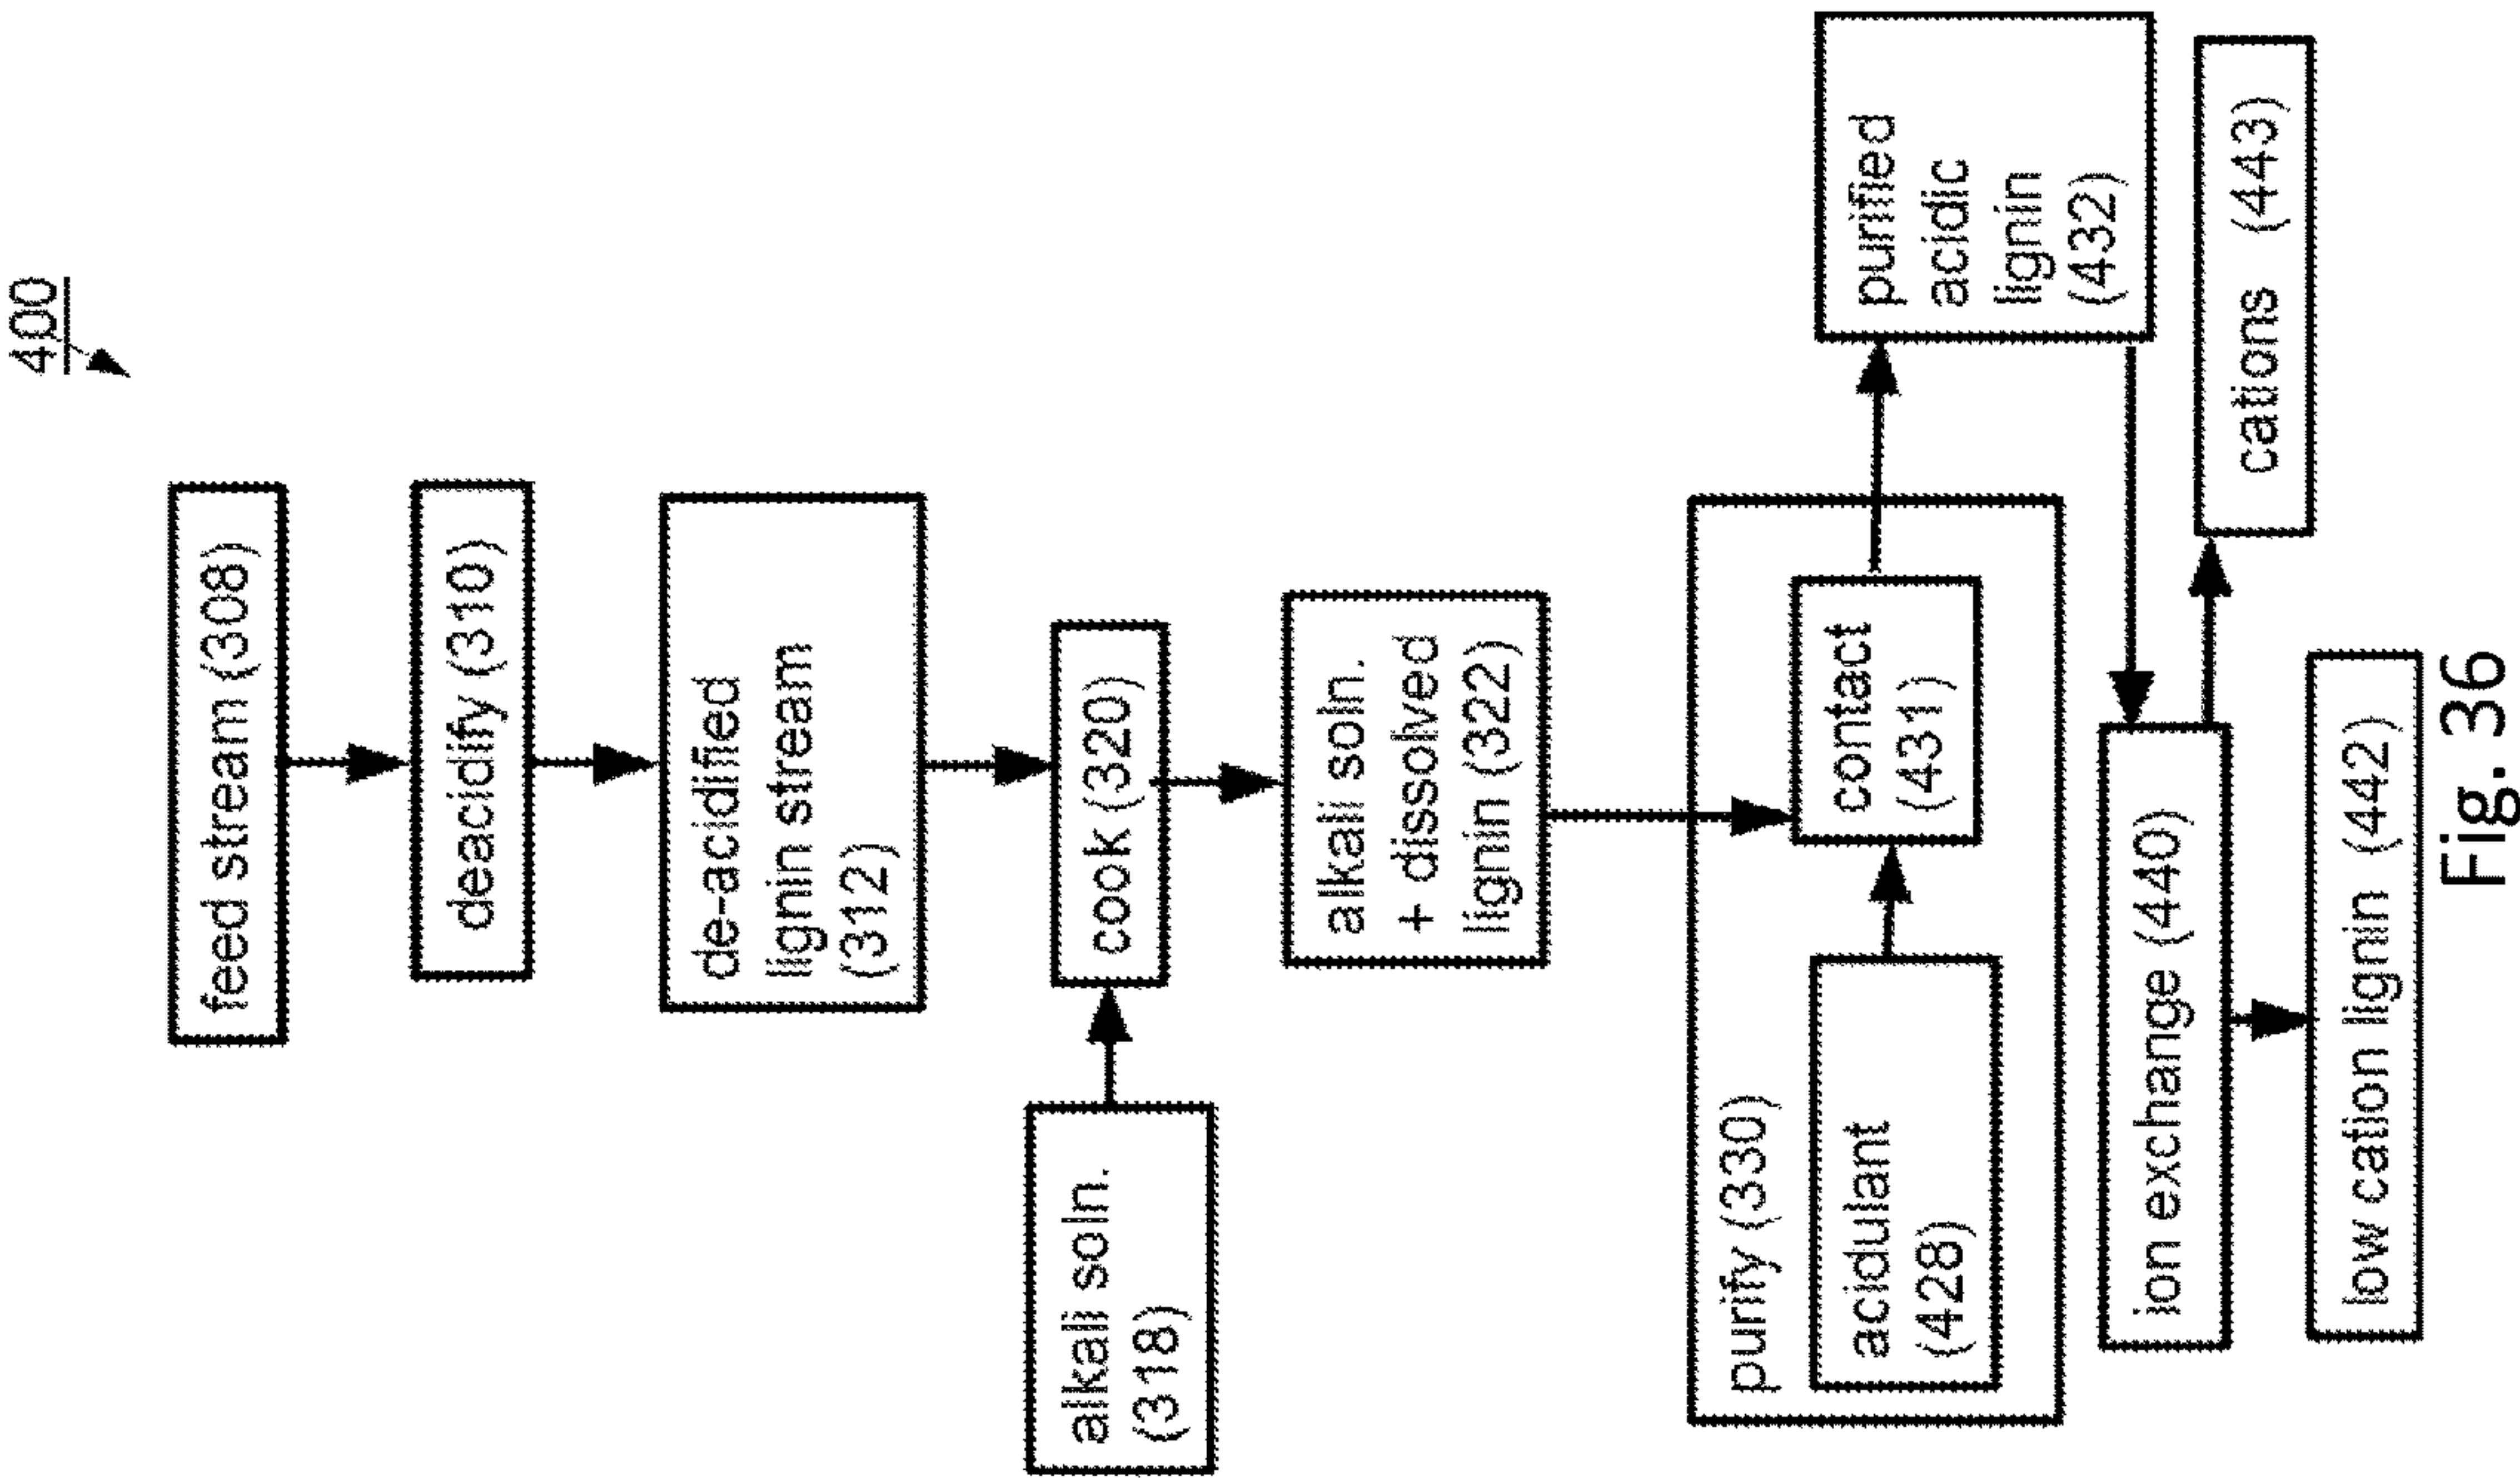 400
feed stream (308)
deacidify (310)
de-acidified
lignin stream
(312)
alkali soln.
(318)
cook (320)
alkali soln.
+ dissolved
lignin (322)
purify (330)
acidulant
(428)
contact
(431)
purified
acidic
lignin
(432)
ion exchange (440)
cations (443)
low cation lignin (442)
Fig. 36